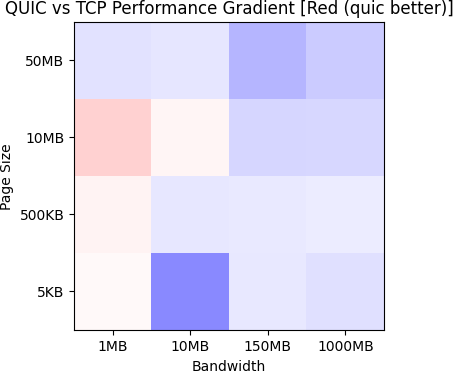 QUIC vs TCP Performance Gradient [Red (quic better)]
Page Size
50MB
10MB
500KB
5KB
1MB 10MB 150MB 1000MB
Bandwidth